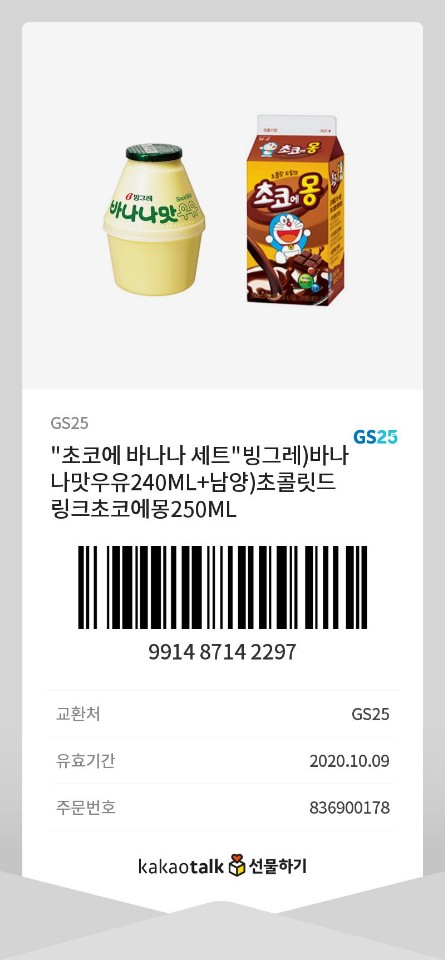 빙그레
바나나맛우유
초코에몽
초코에몽
GS25
GS25
"초코에 바나나 세트"빙그레)바나
나맛우유240ML+남양)초콜릿드
링크초코에몽250ML
9914 8714 2297
교환처 GS25
유효기간 2020.10.09
주문번호 836900178
kakaotalk 선물하기